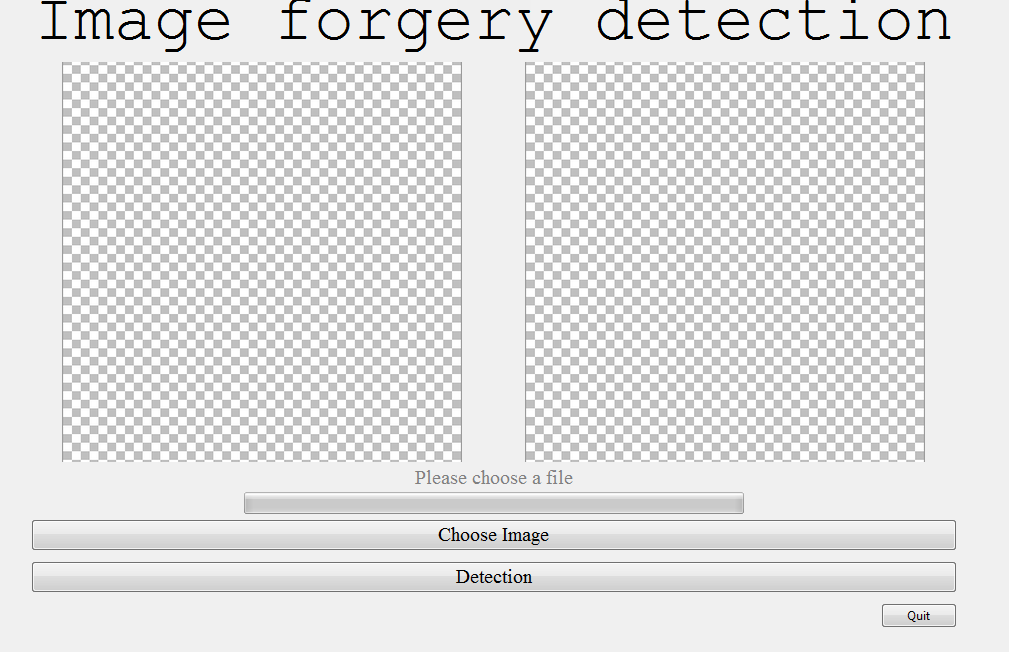 Image forgery detection
Please choose a file
Choose Image
Detection
Quit